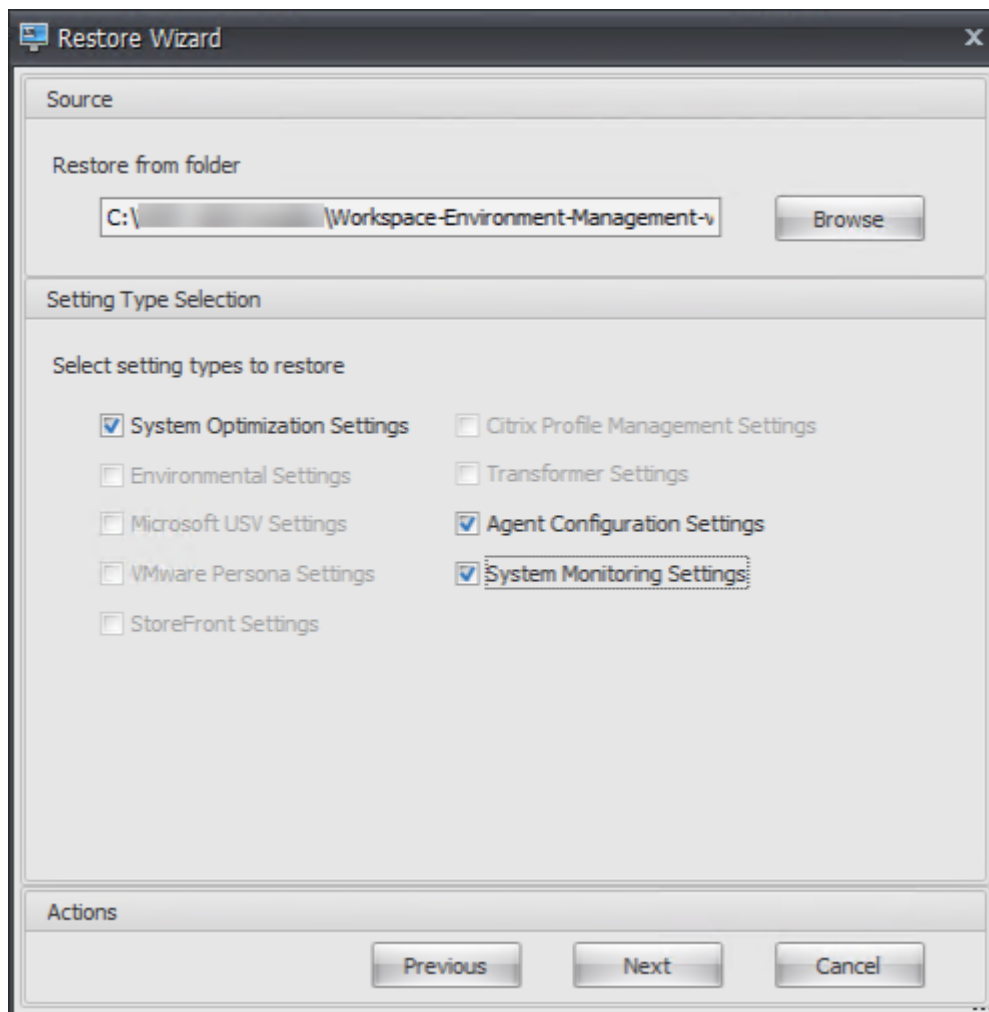 Restore Wizard
Source
Restore from folder
C:\ \Workspace-Environment-Management-v
Browse
Setting Type Selection
Select setting types to restore
System Optimization Settings
Citrix Profile Management Settings
Environmental Settings
Transformer Settings
Microsoft USV Settings
Agent Configuration Settings
VMware Persona Settings
System Monitoring Settings
StoreFront Settings
Actions
Previous
Next
Cancel